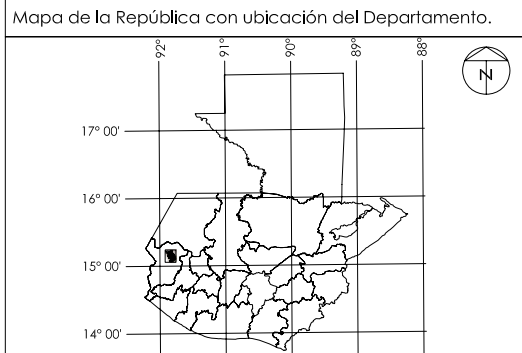 Mapa de la República con ubicación del Departamento.
92° 91° 90° 89° 88°
N
17° 00'
16° 00'
15° 00'
14° 00'